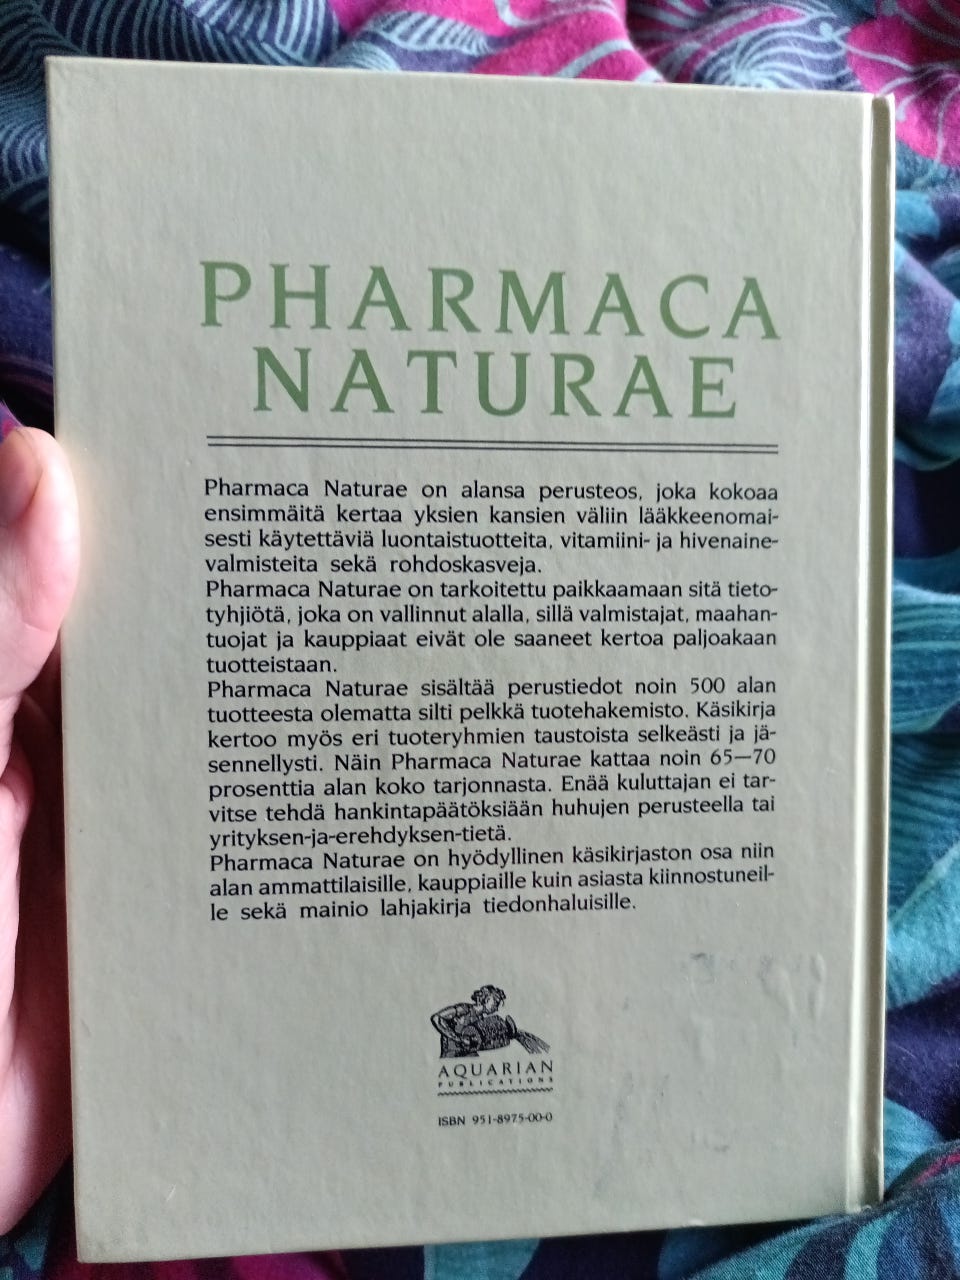 PHARMACA
NATURAE
Pharmaca Naturae on alansa perusteos, joka kokoaa
ensimmäitä kertaa yksien kansien väliin lääkkeenomai-
sesti käytettäviä luontaistuotteita, vitamiini- ja hivenaine-
valmisteita sekä rohdoskasveja.
Pharmaca Naturae on tarkoitettu paikkaamaan sitä tieto-
tyhjiötä, joka on vallinnut alalla, sillä valmistajat, maahan-
tuojat ja kauppiaat eivät ole saaneet kertoa paljoakaan
tuotteistaan.
Pharmaca Naturae sisältää perustiedot noin 500 alan
tuotteesta olematta silti pelkkä tuotehakemisto. Käsikirja
kertoo myös eri tuoteryhmien taustoista selkeästi ja jä-
sennellysti. Näin Pharmaca Naturae kattaa noin 65—70
prosenttia alan koko tarjonnasta. Enää kuluttajan ei tar-
vitse tehdä hankintapäätöksiään huhujen perusteella tai
yrityksen-ja-erehdyksen-tietä.
Pharmaca Naturae on hyödyllinen käsikirjaston osa niin
alan ammattilaisille, kauppiaille kuin asiasta kiinnostuneil-
le sekä mainio lahjakirja tiedonhaluisille.
AQUARIAN
PUBLICATIONS
ISBN 951-8975-00-0